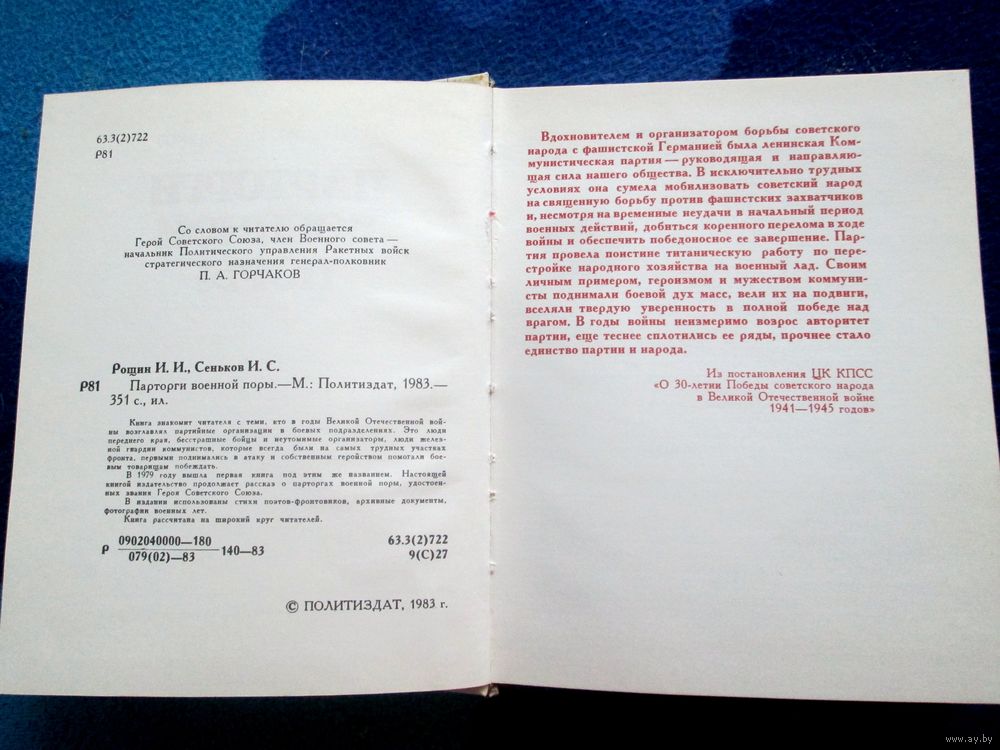 63.3(2)722
Р81
Со словом к читателю обращается
Герой Советского Союза, член Военного совета —
начальник Политического управления Ракетных войск
стратегического назначения генерал-полковник
П. А. ГОРЧАКОВ
Рощин И. И., Сеньков И. С.
Р81 Парторги военной поры.—М.: Политиздат, 1983.—
351 с., ил.
Книга знакомит читателя с теми, кто в годы Великой Отечественной вой-
ны возглавлял партийные организации в боевых подразделениях. Это люди
переднего края, бесстрашные бойцы и неутомимые организаторы, люди желез-
ной гвардии коммунистов, которые всегда были на самых трудных участках
фронта, первыми поднимались в атаку и собственным геройством помогали бое-
вым товарищам побеждать.
В 1979 году вышла первая книга под этим же названием. Настоящей
книгой издательство продолжает рассказ о парторгах военной поры, удостоен-
ных звания Героя Советского Союза.
В издании использованы стихи поэтов-фронтовиков, архивные документы,
фотографии военных лет.
Книга рассчитана на широкий круг читателей.
Р 0902040000—180
079(02)—83 140—83
63.3(2)722
9(С)27
© ПОЛИТИЗДАТ, 1983 г.
Вдохновителем и организатором борьбы советского
народа с фашистской Германией была ленинская Ком-
мунистическая партия — руководящая и направляю-
щая сила нашего общества. В исключительно трудных
условиях она сумела мобилизовать советский народ
на священную борьбу против фашистских захватчиков
и, несмотря на временные неудачи в начальный период
военных действий, добиться коренного перелома в ходе
войны и обеспечить победоносное ее завершение. Пар-
тия провела поистине титаническую работу по пере-
стройке народного хозяйства на военный лад. Своим
личным примером, героизмом и мужеством коммуни-
сты поднимали боевой дух масс, вели их на подвиги,
вселяли твердую уверенность в полной победе над
врагом. В годы войны неизмеримо возрос авторитет
партии, еще теснее сплотились ее ряды, прочнее стало
единство партии и народа.
Из постановления ЦК КПСС
«О 30-летии Победы советского народа
в Великой Отечественной войне
1941—1945 годов»
www.ay.by